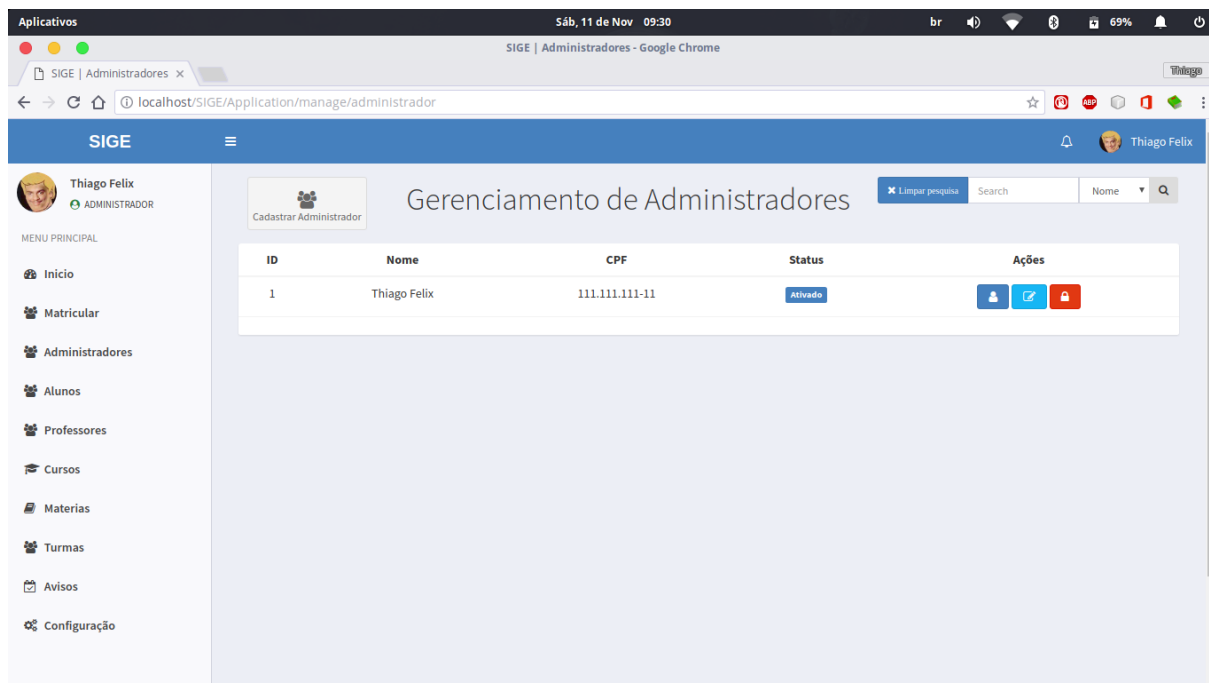 Aplicativos Sáb, 11 de Nov 09:30 br 69%
SIGE | Administradores - Google Chrome
SIGE | Administradores × Thiago
localhost/SIGE/Application/manage/administrador ABP
SIGE Thiago Felix
Thiago Felix
ADMINISTRADOR
Cadastrar Administrador
Gerenciamento de Administradores
Limpar pesquisa Search Nome
MENU PRINCIPAL
Inicio
Matricular
Administradores
Alunos
Professores
Cursos
Materias
Turmas
Avisos
Configuração
ID Nome CPF Status Ações
1 Thiago Felix 111.111.111-11 Ativado